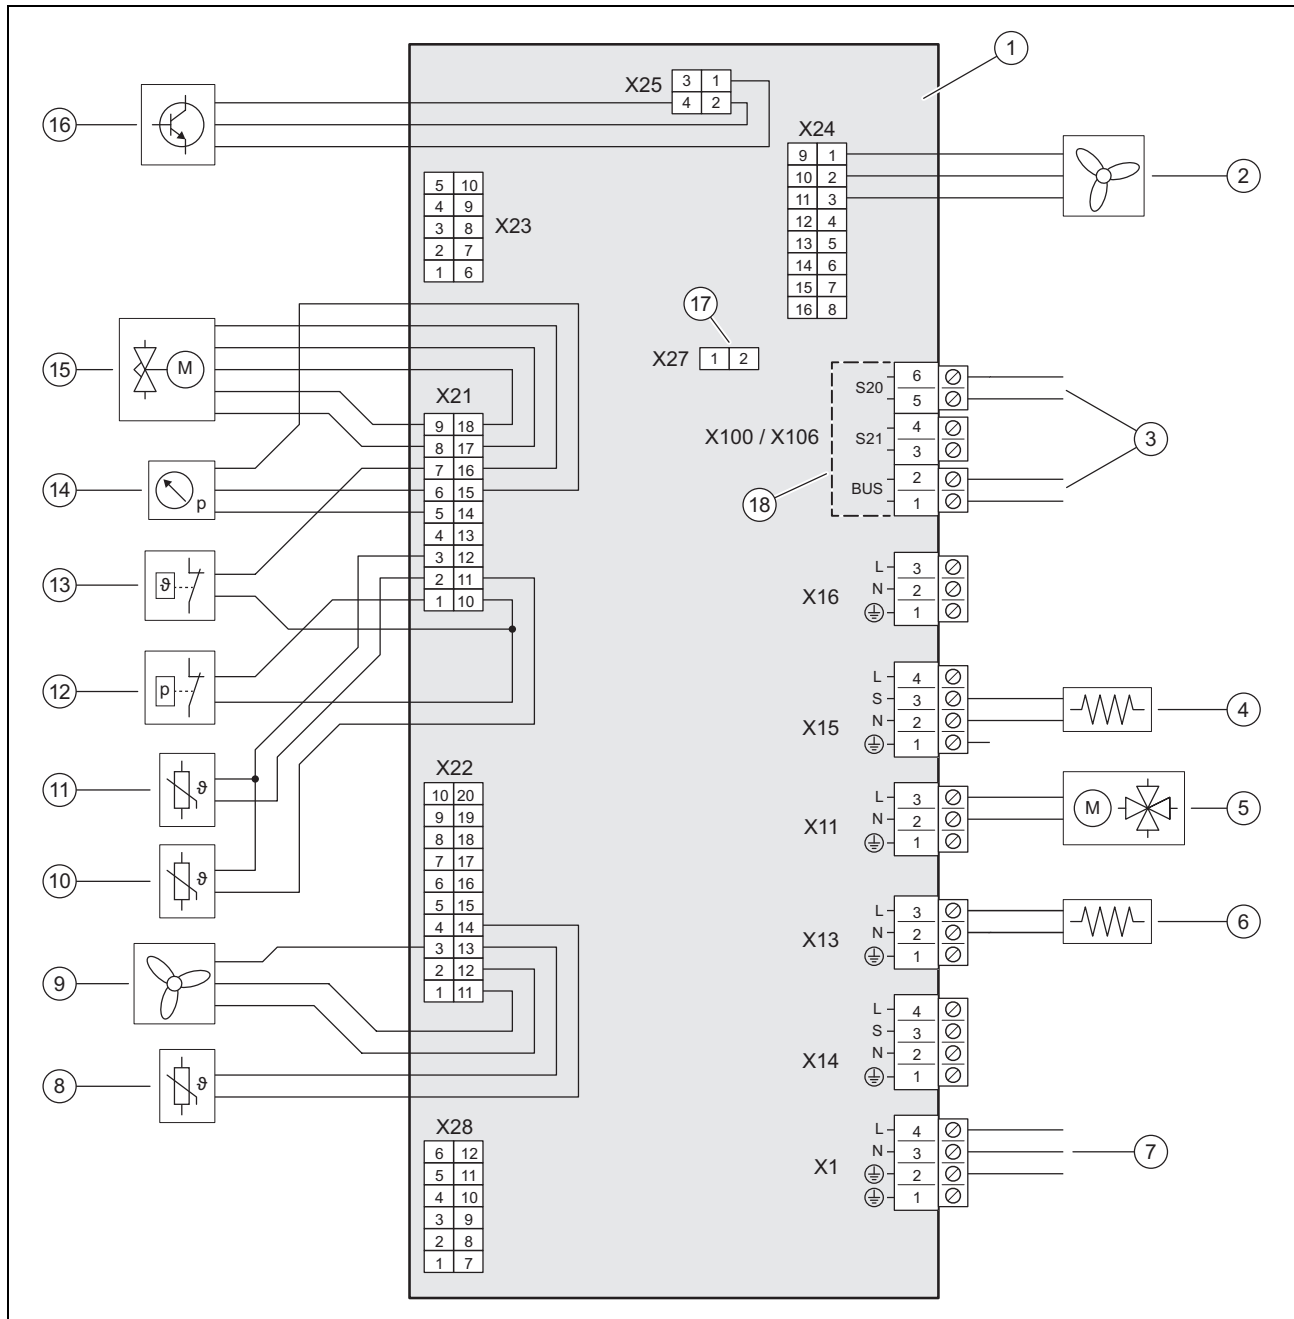 1
X25
3 1
4 2
16
X24
9 1
10 2
11 3
12 4
13 5
14 6
15 7
16 8
2
5 10
4 9
3 8
2 7
1 6
X23
17
X27
1 2
15
M
X21
9 18
8 17
7 16
6 15
5 14
4 13
3 12
2 11
1 10
X100 / X106
S20
6
5
S21
4
3
BUS
2
1
3
18
14
p
13
ϑ
X16
L 3
N 2
1
12
p
X15
L 4
S 3
N 2
1
4
11
ϑ
X22
10 20
9 19
8 18
7 17
6 16
5 15
4 14
3 13
2 12
1 11
X11
L 3
N 2
1
M
5
10
ϑ
X13
L 3
N 2
1
6
9
X14
L 4
S 3
N 2
1
8
ϑ
X28
6 12
5 11
4 10
3 9
2 8
1 7
X1
L 4
N 3
2
1
7